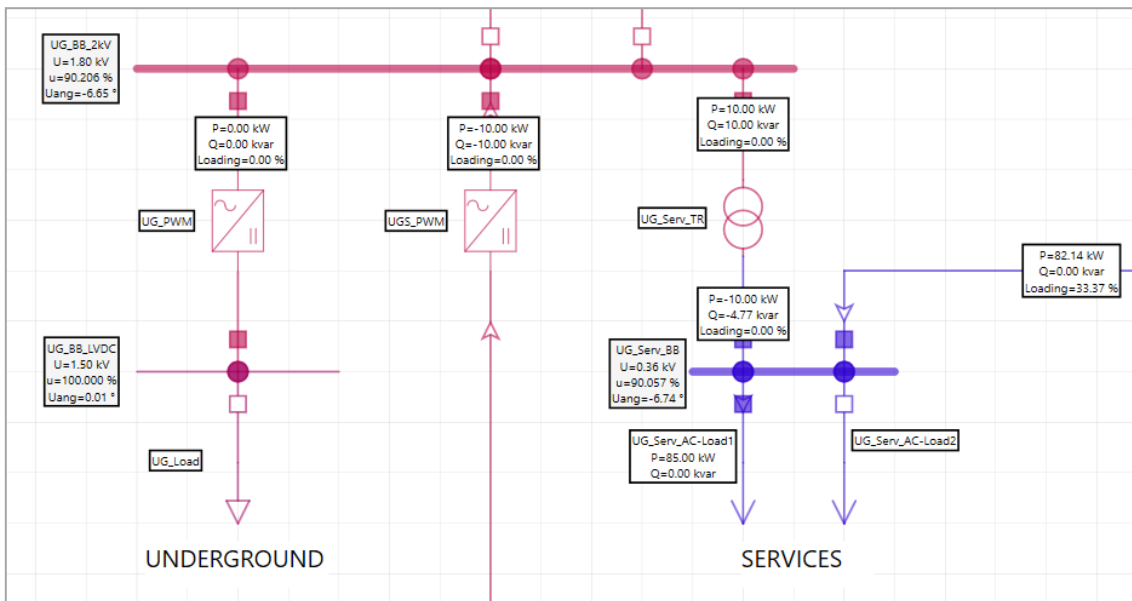 UG_BB_2kV
U=1.80 kV
u=90.206 %
Uang=-6.65 °
P=0.00 kW
Q=0.00 kvar
Loading=0.00 %
P=-10.00 kW
Q=-10.00 kvar
Loading=0.00 %
P=10.00 kW
Q=10.00 kvar
Loading=0.00 %
UG_PWM
UGS_PWM
UG_Serv_TR
P=82.14 kW
Q=0.00 kvar
Loading=33.37 %
P=-10.00 kW
Q=-4.77 kvar
Loading=0.00 %
UG_BB_LVDC
U=1.50 kV
u=100.000 %
Uang=0.01 °
UG_Serv_BB
U=0.36 kV
u=90.057 %
Uang=-6.74 °
UG_Load
UG_Serv_AC-Load1
P=85.00 kW
Q=0.00 kvar
UG_Serv_AC-Load2
UNDERGROUND
SERVICES